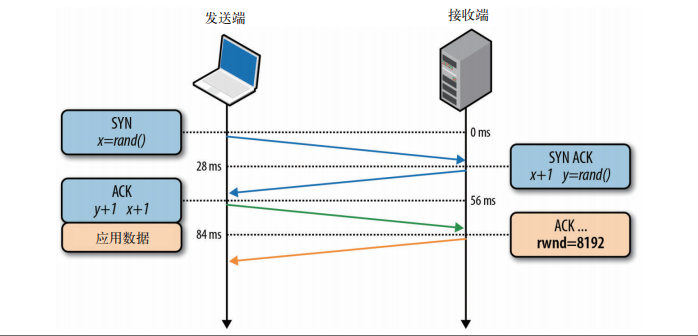 发送端
接收端
SYN
x=rand()
0 ms
28 ms
SYN ACK
x+1 y=rand()
ACK
y+1 x+1
56 ms
应用数据
84 ms
ACK ...
rwnd=8192